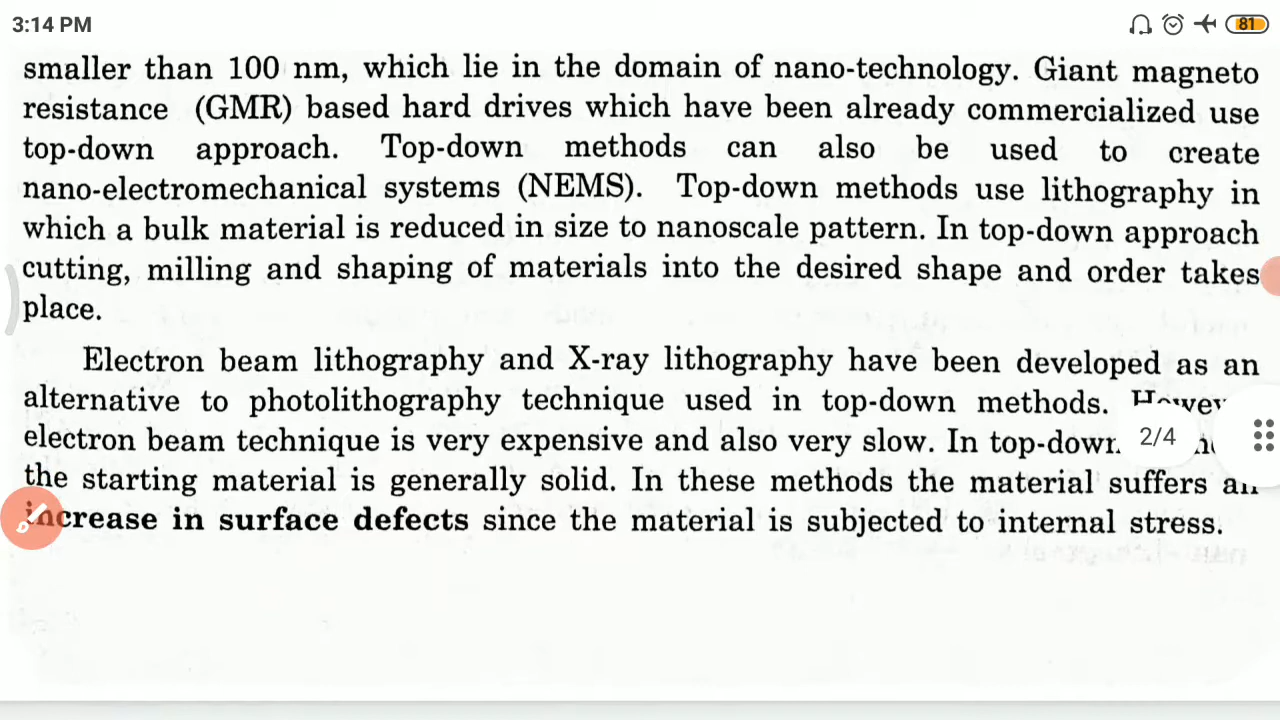 3:14 PM
81
smaller than 100 nm, which lie in the domain of nano-technology. Giant magneto
resistance (GMR) based hard drives which have been already commercialized use
top-down approach. Top-down methods can also be used to create
nano-electromechanical systems (NEMS). Top-down methods use lithography in
which a bulk material is reduced in size to nanoscale pattern. In top-down approach
cutting, milling and shaping of materials into the desired shape and order takes
place.
Electron beam lithography and X-ray lithography have been developed as an
alternative to photolithography technique used in top-down methods.
electron beam technique is very expensive and also very slow. In
2/4
the starting material is generally solid. In these methods the material suffers an
increase in surface defects since the material is subjected to internal stress.